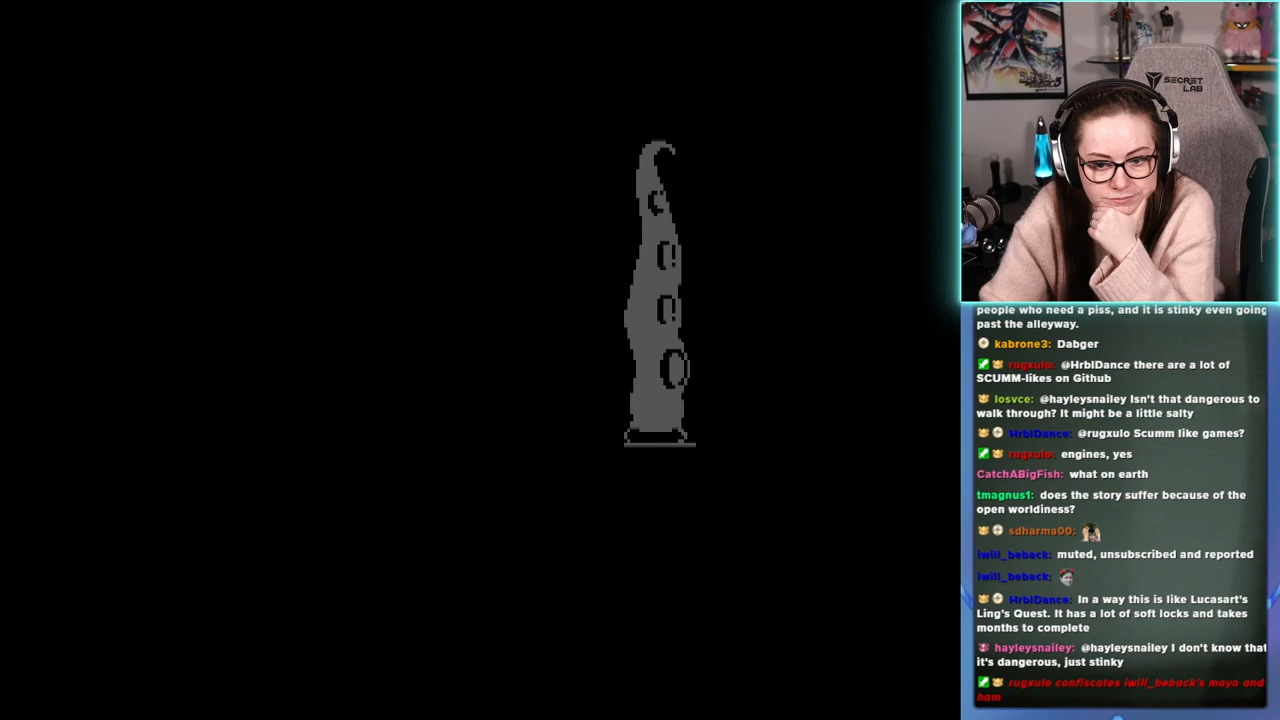 SECRET
LAB
people who need a piss, and it is stinky even going
past the alleyway.
kabrone3: Dabger
rugxulo: @HrblDance there are a lot of
SCUMM-likes on Github
losvce: @hayleysnailey Isn't that dangerous to
walk through? It might be a little salty
HrblDance: @rugxulo Scumm like games?
rugxulo: engines, yes
CatchABigFish: what on earth
tmagnus1: does the story suffer because of the
open worldiness?
sdharma00:
iwill_beback: muted, unsubscribed and reported
iwill_beback:
HrblDance: In a way this is like Lucasart's
Ling's Quest. It has a lot of soft locks and takes
months to complete
hayleysnailey: @hayleysnailey I don't know that
it's dangerous, just stinky
rugxulo confiscates iwill_beback's mayo and
ham